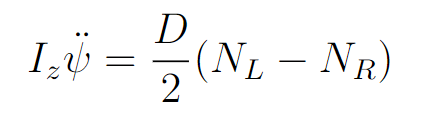 $I_z \ddot{\psi} = \frac{D}{2}(N_L - N_R)$